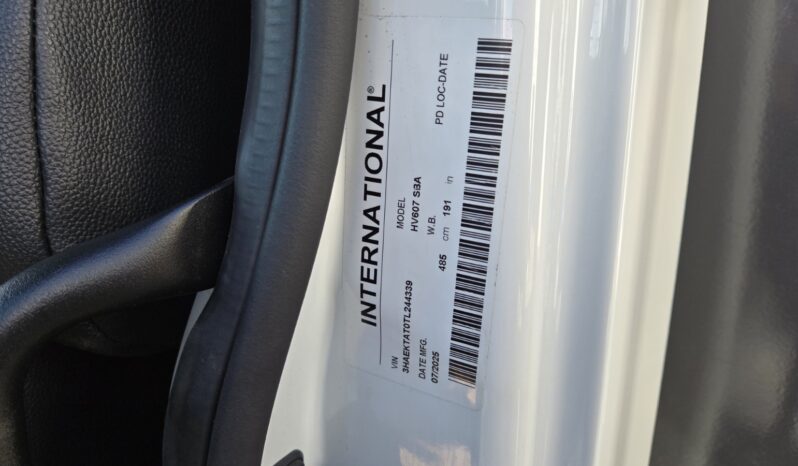 INTERNATIONAL®
VIN MODEL
3HAEKTAT0TL244339 HV607 SBA
DATE MFG. W.B. PD LOC-DATE
07/2025 485 cm 191 in